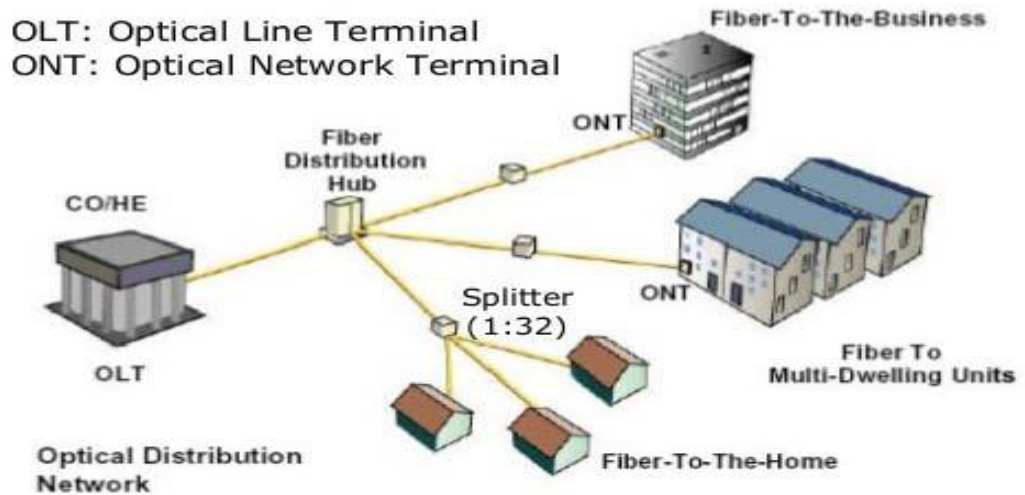 OLT: Optical Line Terminal
ONT: Optical Network Terminal
Fiber-To-The-Business
ONT
Fiber
Distribution
Hub
CO/HE
OLT
ONT
Splitter
(1:32)
Fiber To
Multi-Dwelling Units
Fiber-To-The-Home
Optical Distribution
Network